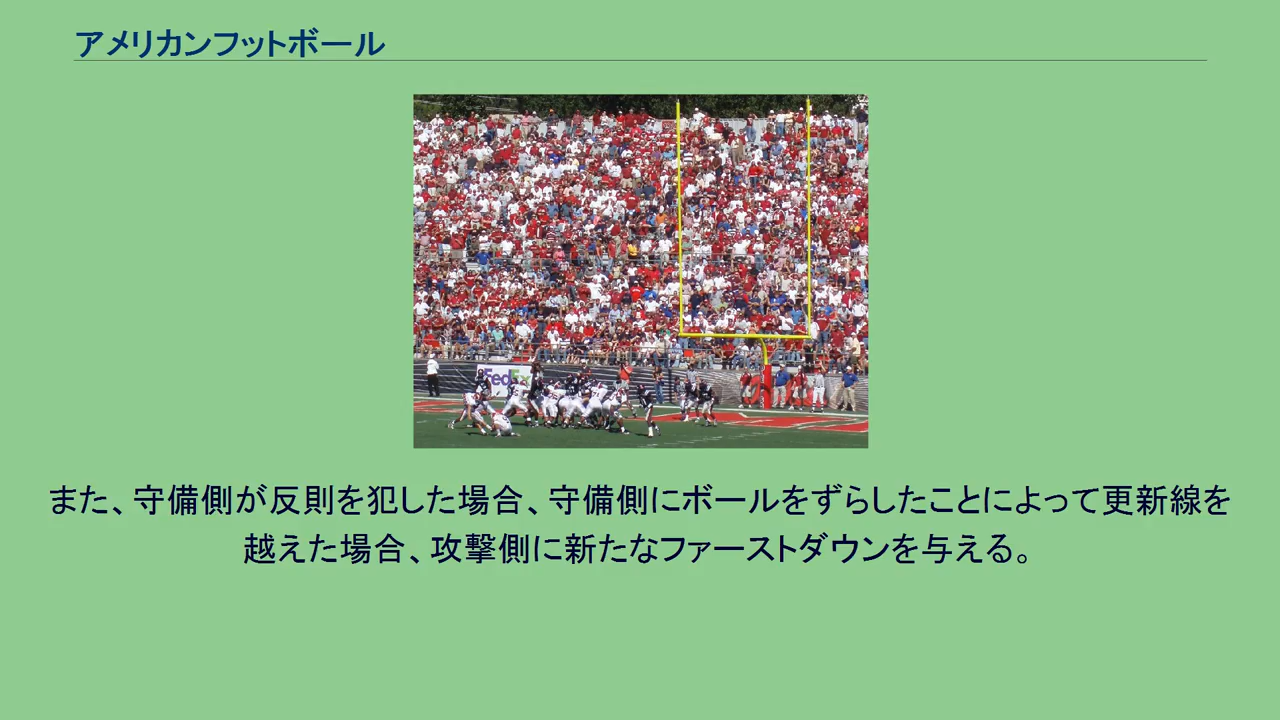 アメリカンフットボール
FedEx
また、守備側が反則を犯した場合、守備側にボールをずらしたことによって更新線を
越えた場合、攻撃側に新たなファーストダウンを与える。